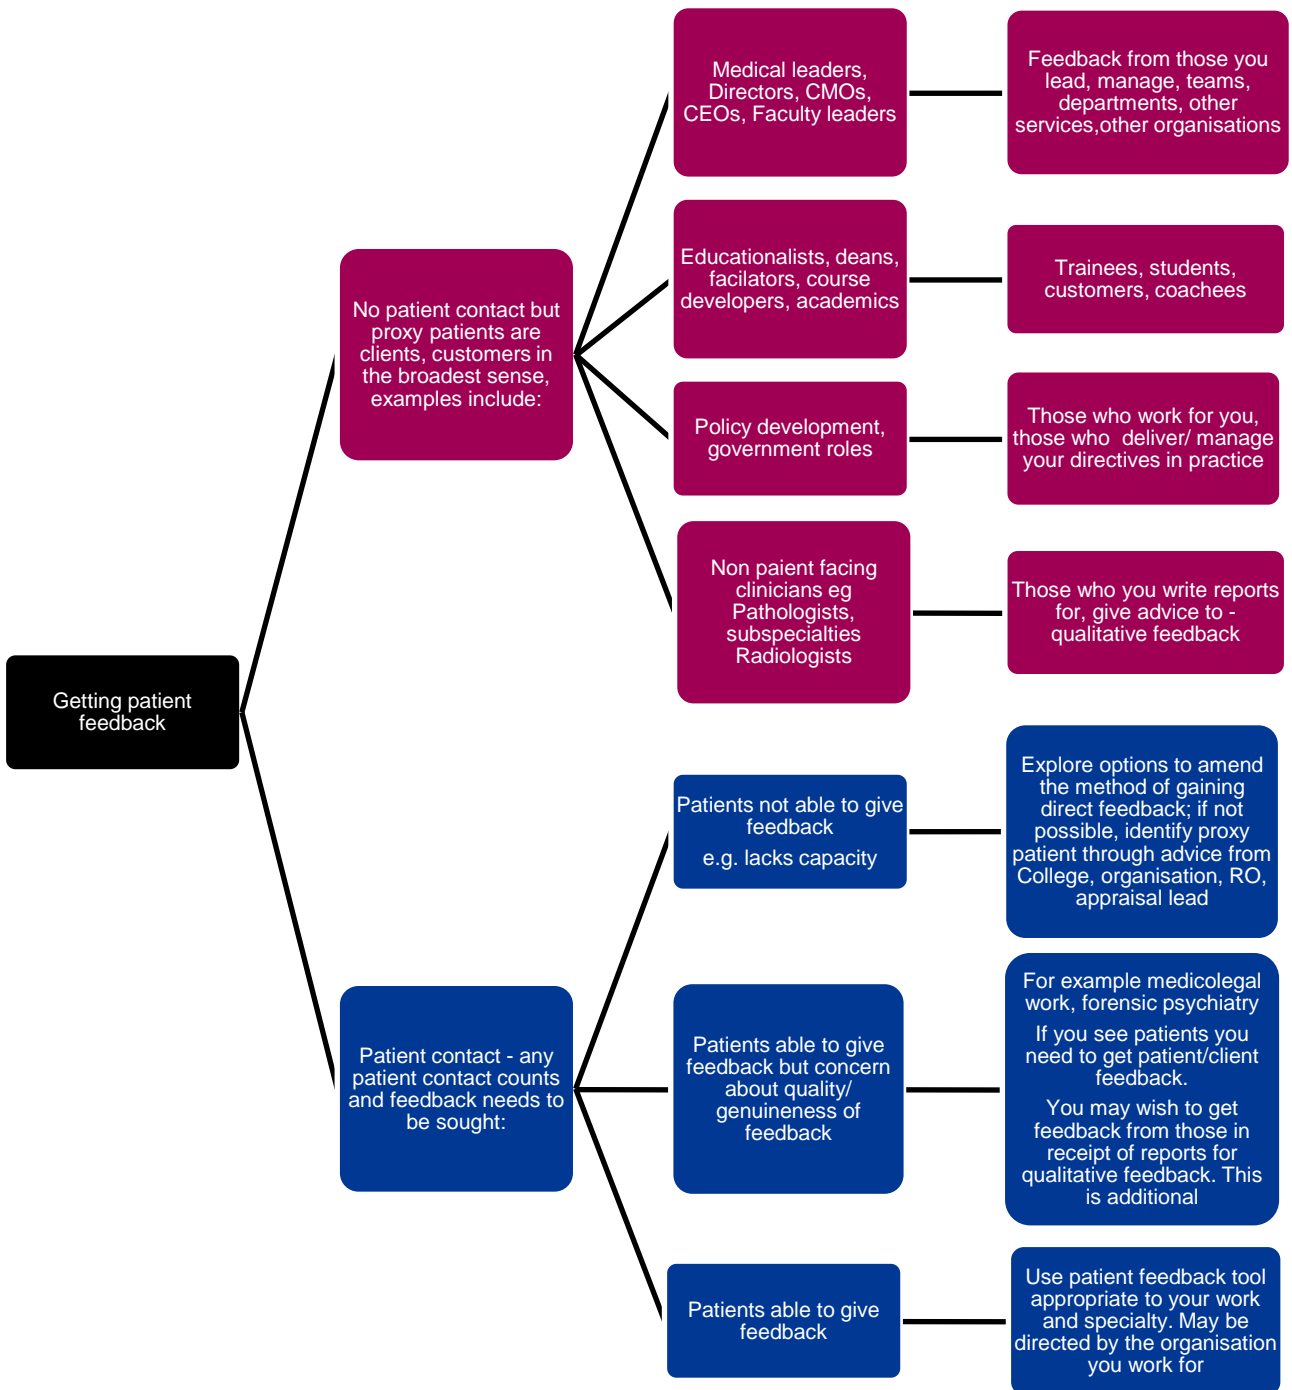 Getting patient
feedback
No patient contact but
proxy patients are
clients, customers in
the broadest sense,
examples include:
Medical leaders,
Directors, CMOs,
CEOs, Faculty leaders
Feedback from those you
lead, manage, teams,
departments, other
services,other organisations
Educationalists, deans,
facilators, course
developers, academics
Trainees, students,
customers, coachees
Policy development,
government roles
Those who work for you,
those who deliver/ manage
your directives in practice
Non paient facing
clinicians eg
Pathologists,
subspecialties
Radiologists
Those who you write reports
for, give advice to -
qualitative feedback
Patient contact - any
patient contact counts
and feedback needs to
be sought:
Patients not able to give
feedback
e.g. lacks capacity
Explore options to amend
the method of gaining
direct feedback; if not
possible, identify proxy
patient through advice from
College, organisation, RO,
appraisal lead
Patients able to give
feedback but concern
about quality/
genuineness of
feedback
For example medicolegal
work, forensic psychiatry
If you see patients you
need to get patient/client
feedback.
You may wish to get
feedback from those in
receipt of reports for
qualitative feedback. This
is additional
Patients able to give
feedback
Use patient feedback tool
appropriate to your work
and specialty. May be
directed by the organisation
you work for